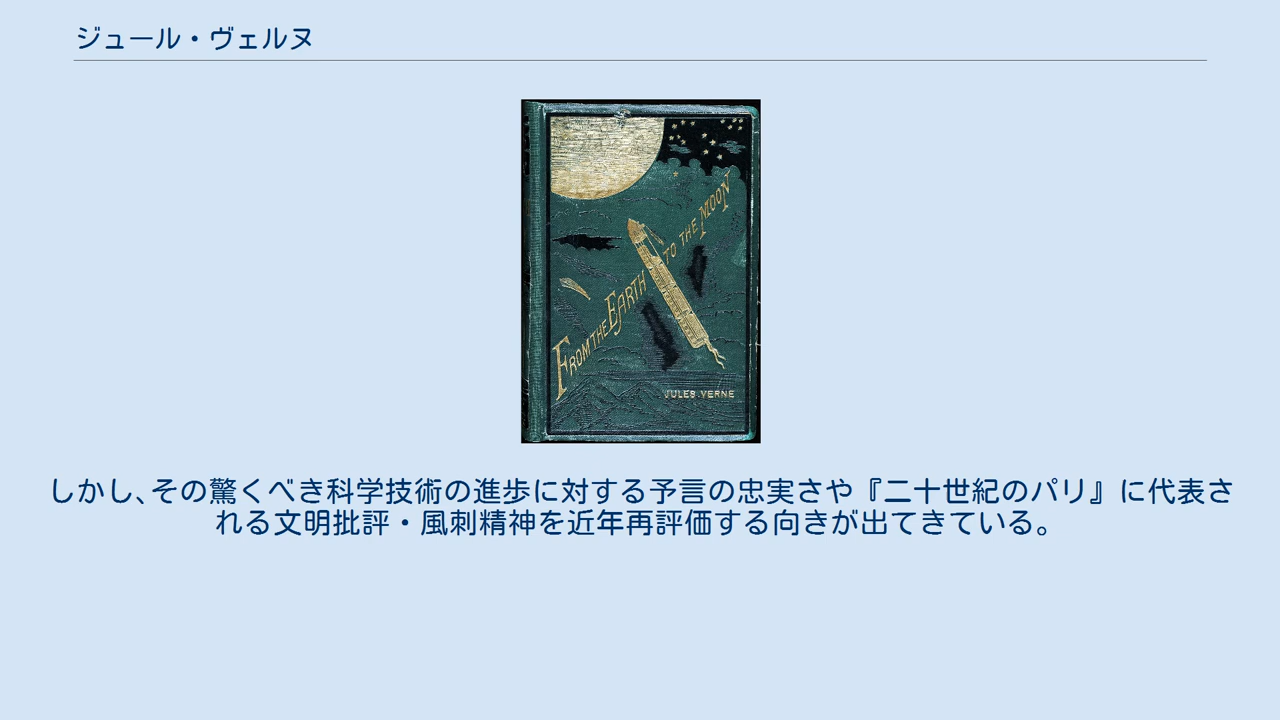 ジュール・ヴェルヌ
FROM THE EARTH TO THE MOON
JULES VERNE
しかし、その驚くべき科学技術の進歩に対する予言の忠実さや『二十世紀のパリ』に代表さ
れる文明批評・風刺精神を近年再評価する向きが出てきている。